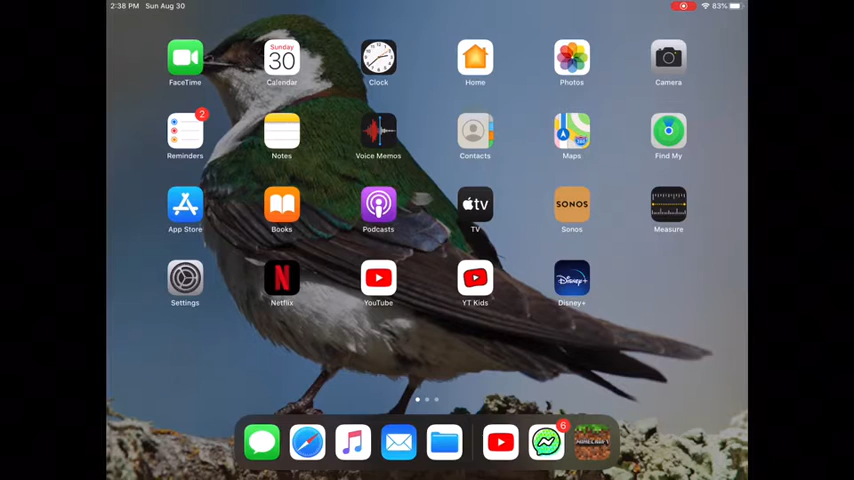 2:38 PM Sun Aug 30 83%
FaceTime
Sunday
30
Calendar
Clock
Home
Photos
Camera
2
Reminders
Notes
Voice Memos
Contacts
Maps
Find My
App Store
Books
Podcasts
tv
TV
SONOS
Sonos
Measure
Settings
N
Netflix
YouTube
YT Kids
Disney+
Disney+
6